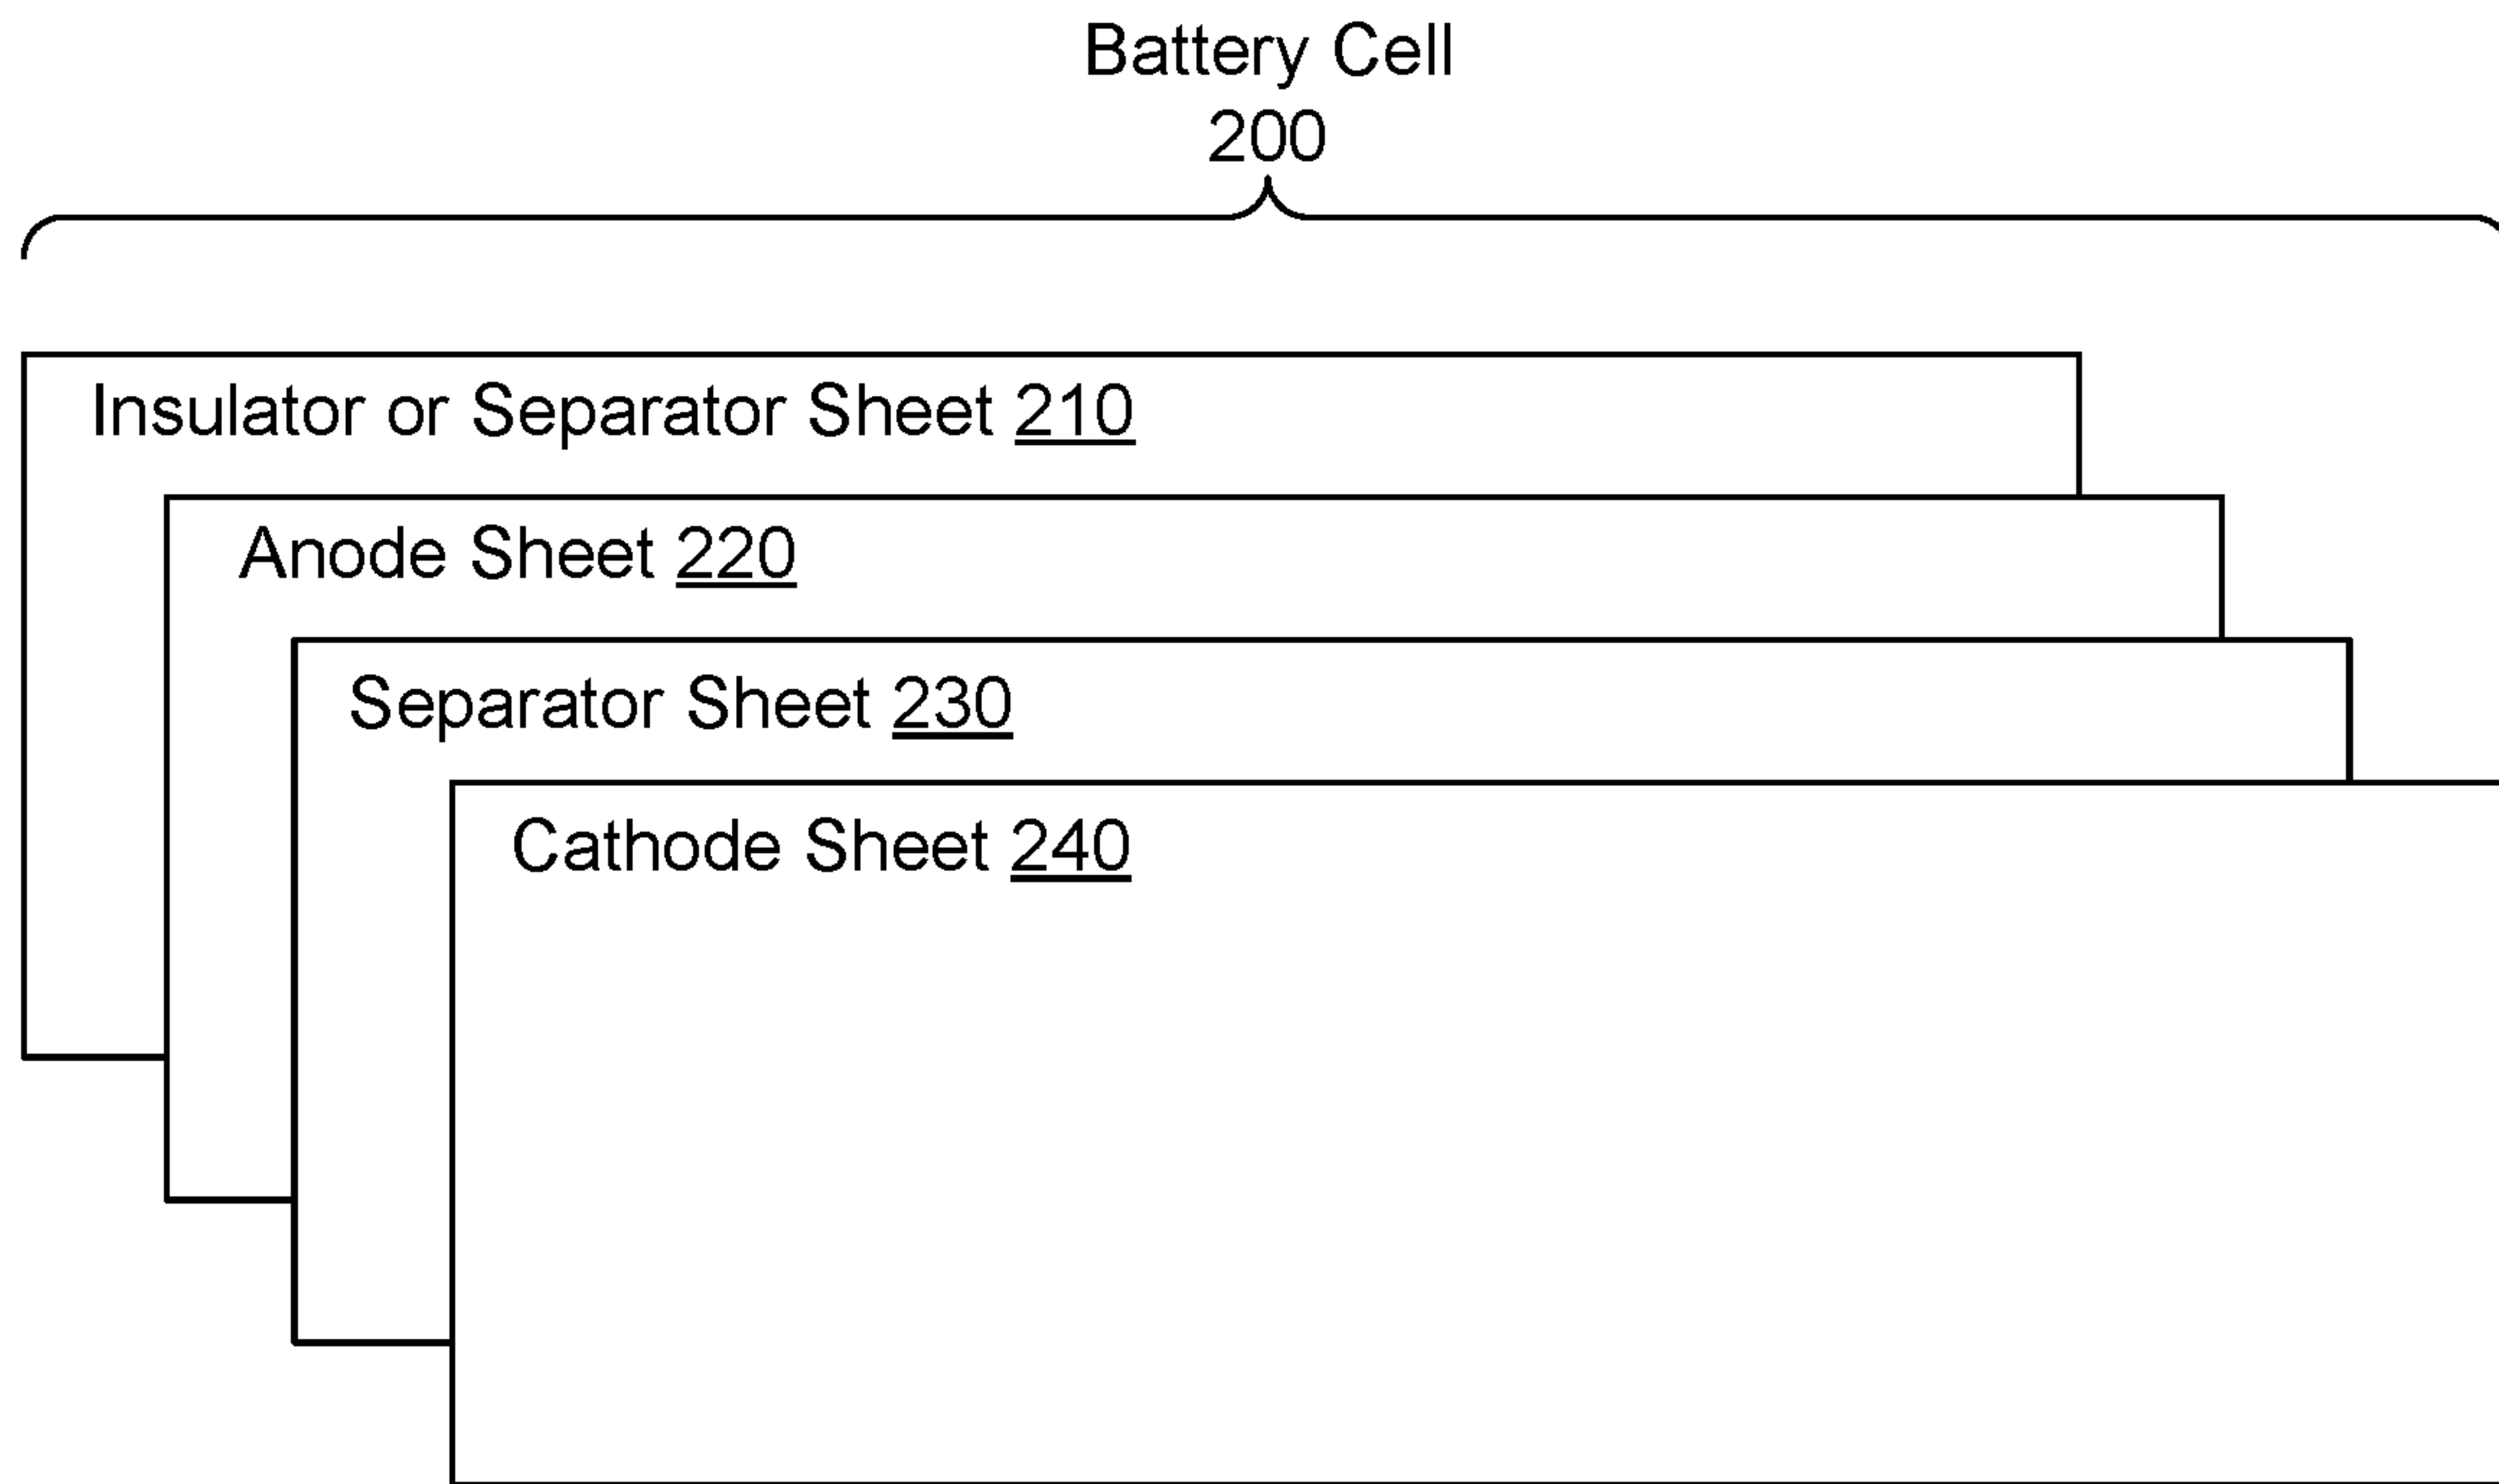 Battery Cell
200
Insulator or Separator Sheet 210
Anode Sheet 220
Separator Sheet 230
Cathode Sheet 240